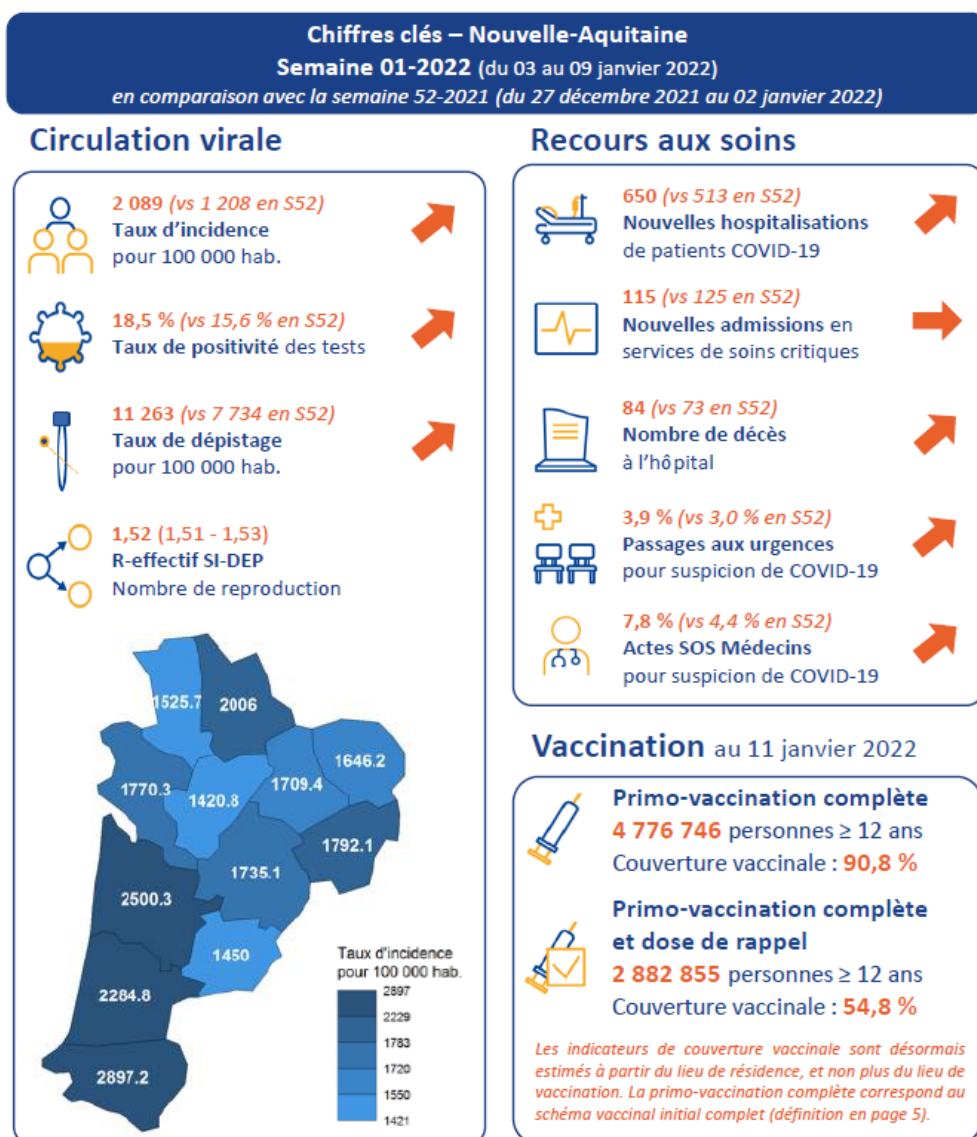 Chiffres clés – Nouvelle-Aquitaine
Semaine 01-2022 (du 03 au 09 janvier 2022)
en comparaison avec la semaine 52-2021 (du 27 décembre 2021 au 02 janvier 2022)
Circulation virale
2 089 (vs 1 208 en S52)
Taux d'incidence
pour 100 000 hab.
18,5 % (vs 15,6 % en S52)
Taux de positivité des tests
11 263 (vs 7 734 en S52)
Taux de dépistage
pour 100 000 hab.
1,52 (1,51 - 1,53)
R-effectif SI-DEP
Nombre de reproduction
1525.7
2006
1646.2
1709.4
1770.3
1420.8
1792.1
1735.1
2500.3
1450
2284.8
2897.2
Taux d'incidence
pour 100 000 hab.
2897
2229
1783
1720
1550
1421
Recours aux soins
650 (vs 513 en S52)
Nouvelles hospitalisations
de patients COVID-19
115 (vs 125 en S52)
Nouvelles admissions en
services de soins critiques
84 (vs 73 en S52)
Nombre de décès
à l'hôpital
3,9 % (vs 3,0 % en S52)
Passages aux urgences
pour suspicion de COVID-19
7,8 % (vs 4,4 % en S52)
Actes SOS Médecins
pour suspicion de COVID-19
Vaccination au 11 janvier 2022
Primo-vaccination complète
4 776 746 personnes ≥ 12 ans
Couverture vaccinale : 90,8 %
Primo-vaccination complète
et dose de rappel
2 882 855 personnes ≥ 12 ans
Couverture vaccinale : 54,8 %
Les indicateurs de couverture vaccinale sont désormais
estimés à partir du lieu de résidence, et non plus du lieu de
vaccination. La primo-vaccination complète correspond au
schéma vaccinal initial complet (définition en page 5).